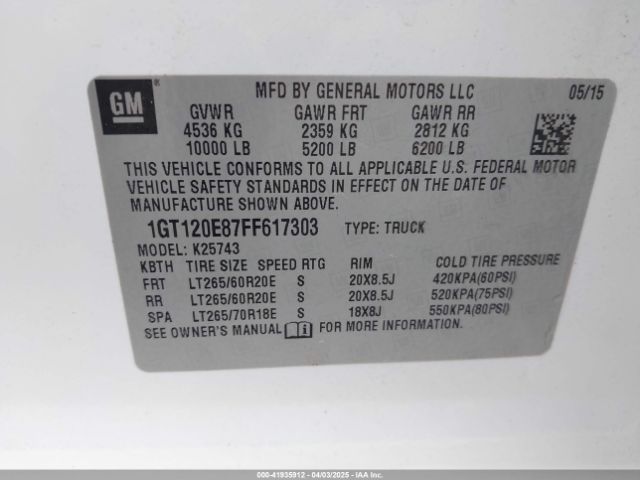 GM ®
MFD BY GENERAL MOTORS LLC 05/15
GVWR GAWR FRT GAWR RR
4536 KG 2359 KG 2812 KG
10000 LB 5200 LB 6200 LB
THIS VEHICLE CONFORMS TO ALL APPLICABLE U.S. FEDERAL MOTOR
VEHICLE SAFETY STANDARDS IN EFFECT ON THE DATE OF
MANUFACTURE SHOWN ABOVE.
1GT120E87FF617303 TYPE: TRUCK
MODEL: K25743
KBTH TIRE SIZE SPEED RTG RIM COLD TIRE PRESSURE
FRT LT265/60R20E S 20X8.5J 420KPA(60PSI)
RR LT265/60R20E S 20X8.5J 520KPA(75PSI)
SPA LT265/70R18E S 18X8J 550KPA(80PSI)
SEE OWNER'S MANUAL i FOR MORE INFORMATION.
000-41935912 - 04/03/2025 - IAAI.com